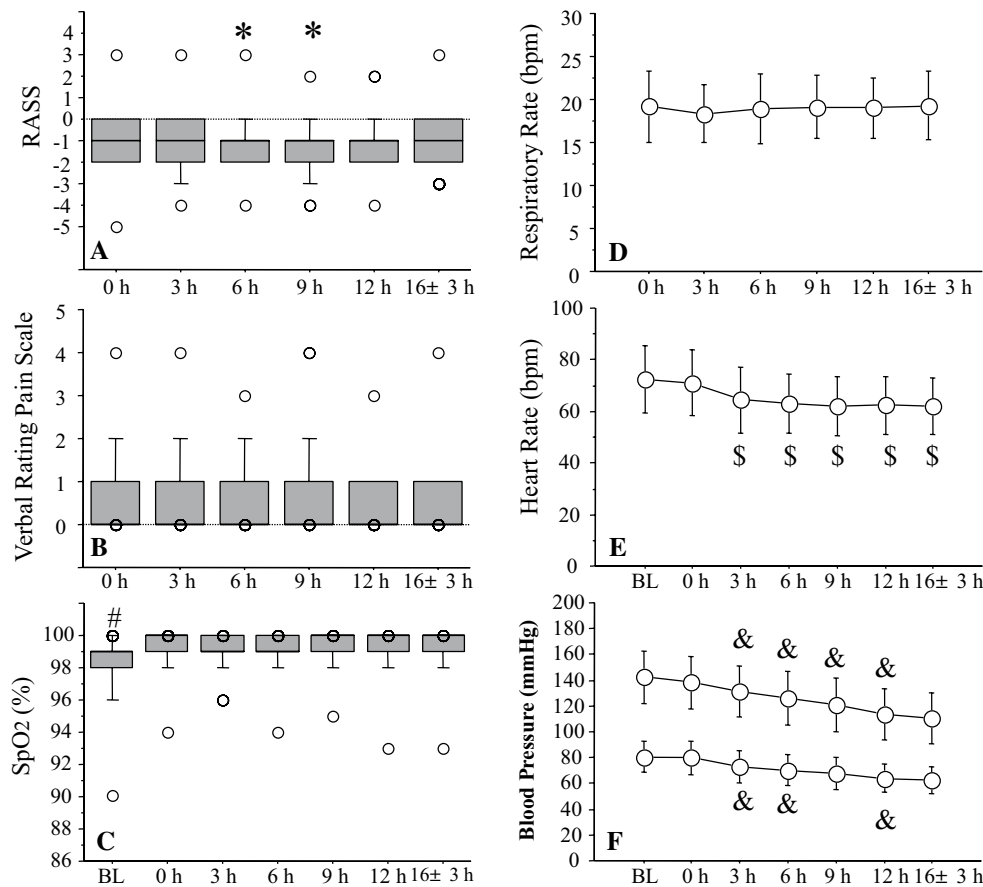 RASS
4
3
2
1
0
-1
-2
-3
-4
-5
* *
A
0 h 3 h 6 h 9 h 12 h 16± 3 h
Verbal Rating Pain Scale
5
4
3
2
1
0
B
0 h 3 h 6 h 9 h 12 h 16± 3 h
SpO2 (%)
100
98
96
94
92
90
88
86
#
C
BL 0 h 3 h 6 h 9 h 12 h 16± 3 h
Respiratory Rate (bpm)
30
25
20
15
10
5
0
D
0 h 3 h 6 h 9 h 12 h 16± 3 h
Heart Rate (bpm)
100
80
60
40
20
0
$ $ $ $ $
E
BL 0 h 3 h 6 h 9 h 12 h 16± 3 h
Blood Pressure (mmHg)
200
180
160
140
120
100
80
60
40
20
0
& & & &
& & &
F
BL 0 h 3 h 6 h 9 h 12 h 16± 3 h